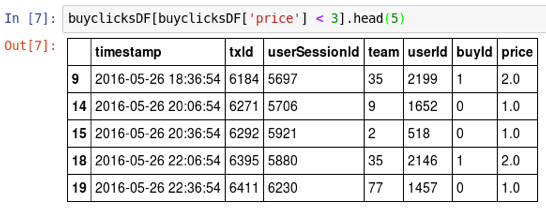 In [7]: buyclicksDF[buyclicksDF['price'] < 3].head(5)
Out[7]:
timestamp txId userSessionId team userId buyId price
9 2016-05-26 18:36:54 6184 5697 35 2199 1 2.0
14 2016-05-26 20:06:54 6271 5706 9 1652 0 1.0
15 2016-05-26 20:36:54 6292 5921 2 518 0 1.0
18 2016-05-26 22:06:54 6395 5880 35 2146 1 2.0
19 2016-05-26 22:36:54 6411 6230 77 1457 0 1.0